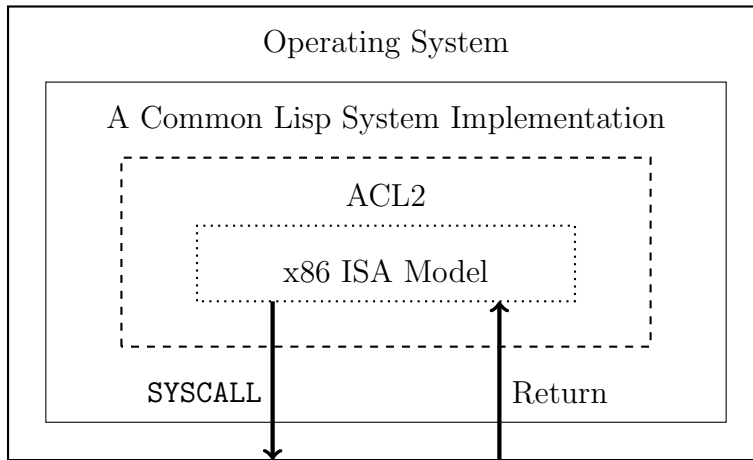 Operating System
A Common Lisp System Implementation
ACL2
x86 ISA Model
SYSCALL
Return